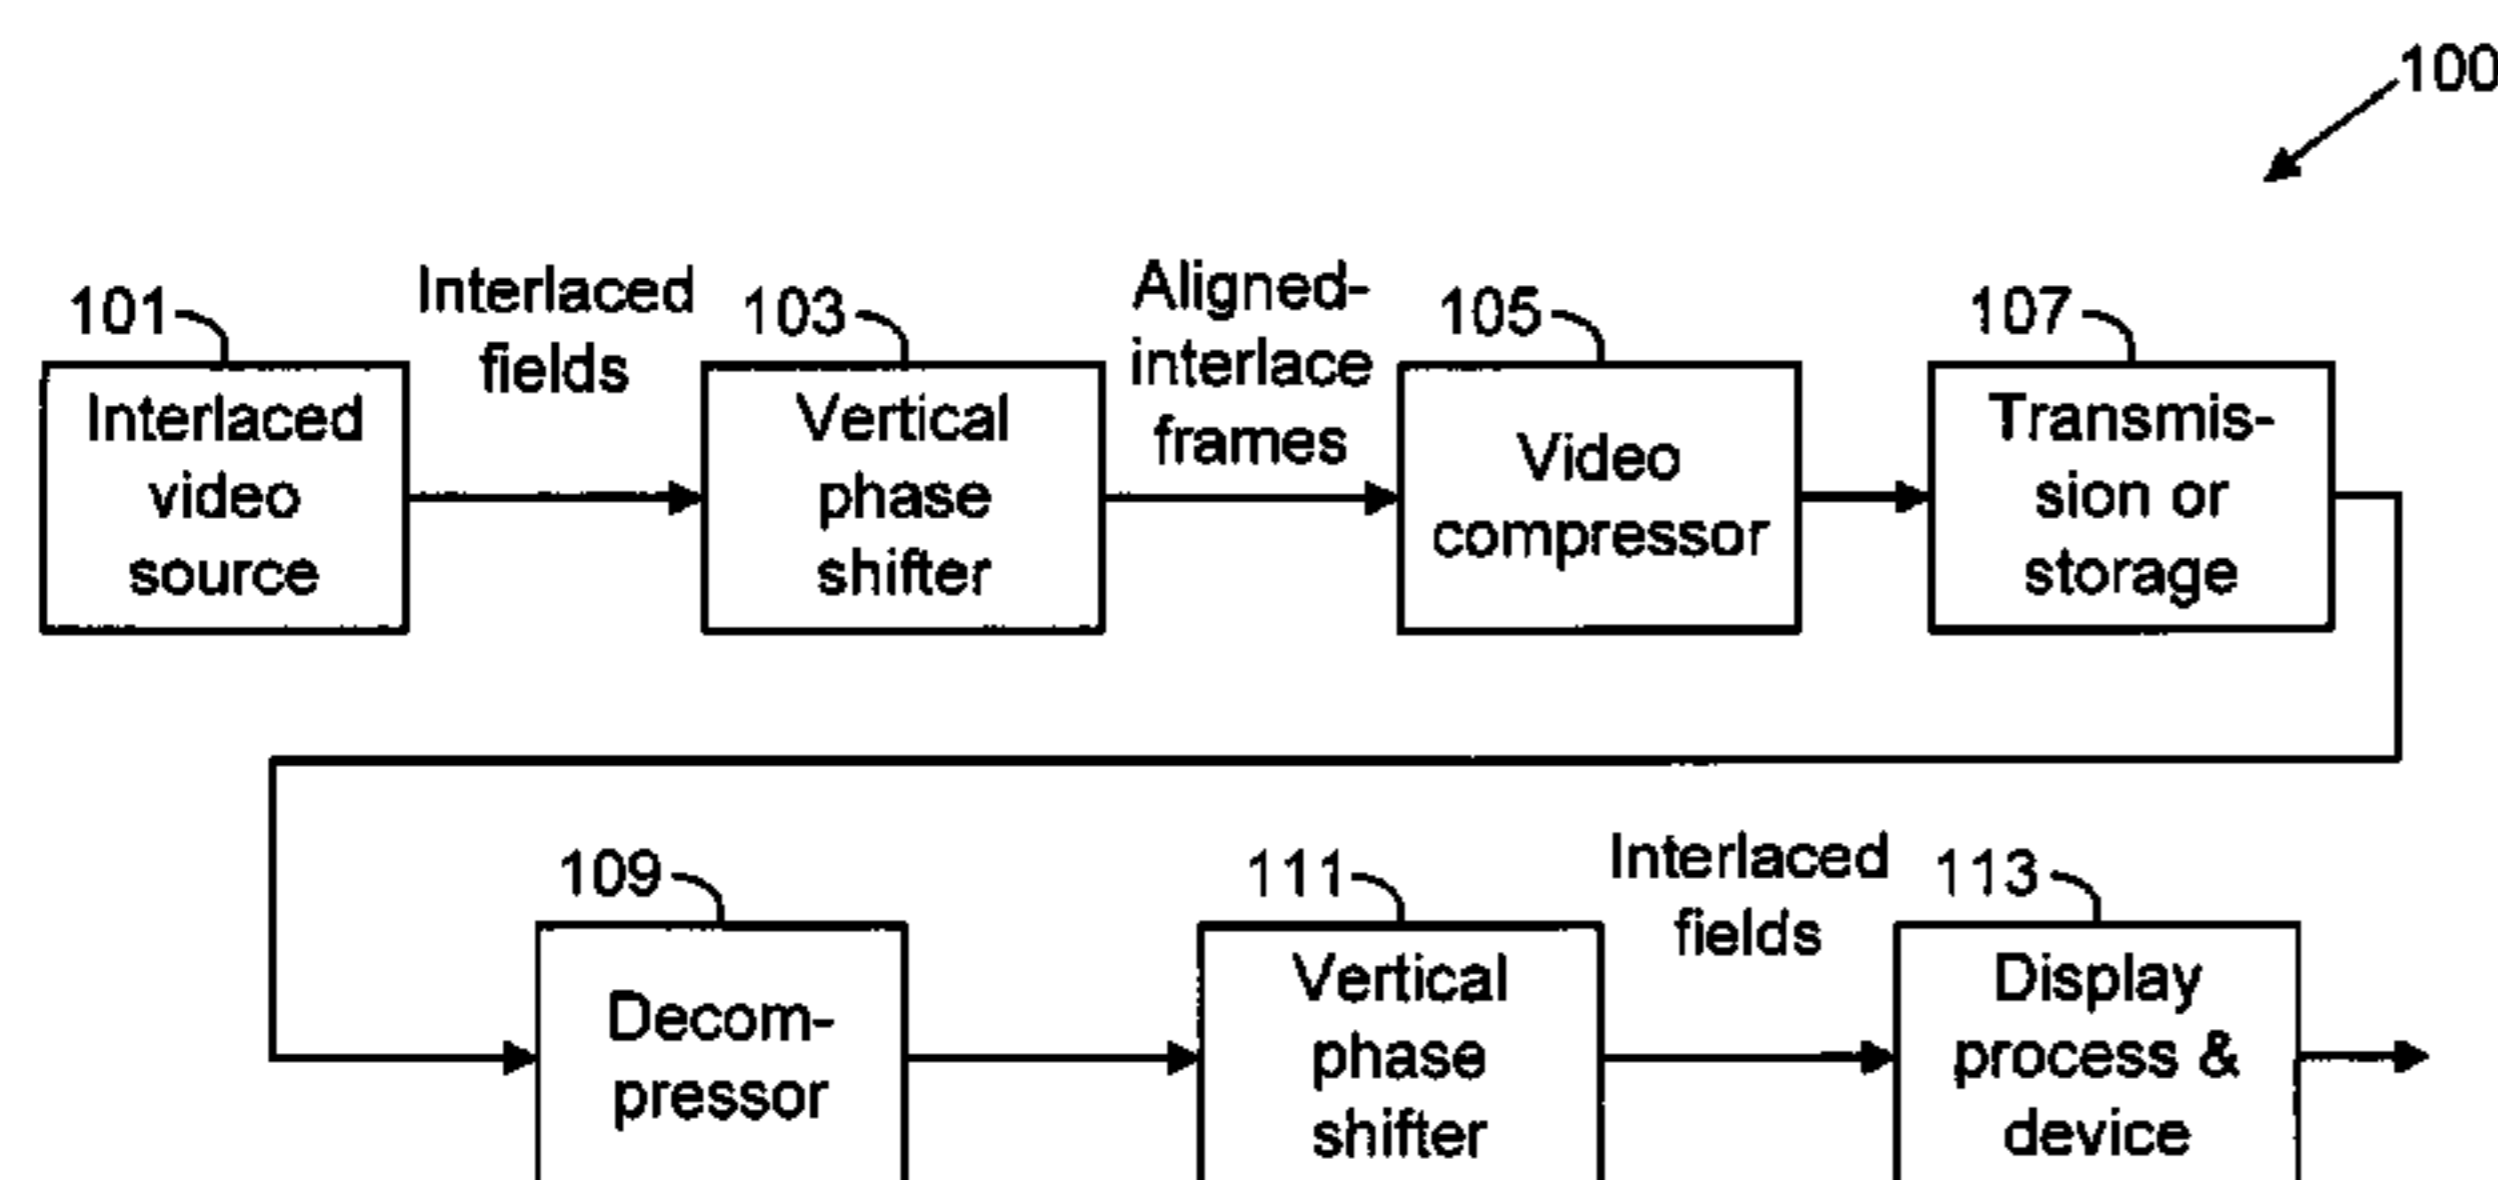 100
101
Interlaced
fields
103
Aligned-
interlace
frames
105
107
Interlaced
video
source
Vertical
phase
shifter
Video
compressor
Transmis-
sion or
storage
109
111
Interlaced
fields
113
Decom-
pressor
Vertical
phase
shifter
Display
process &
device